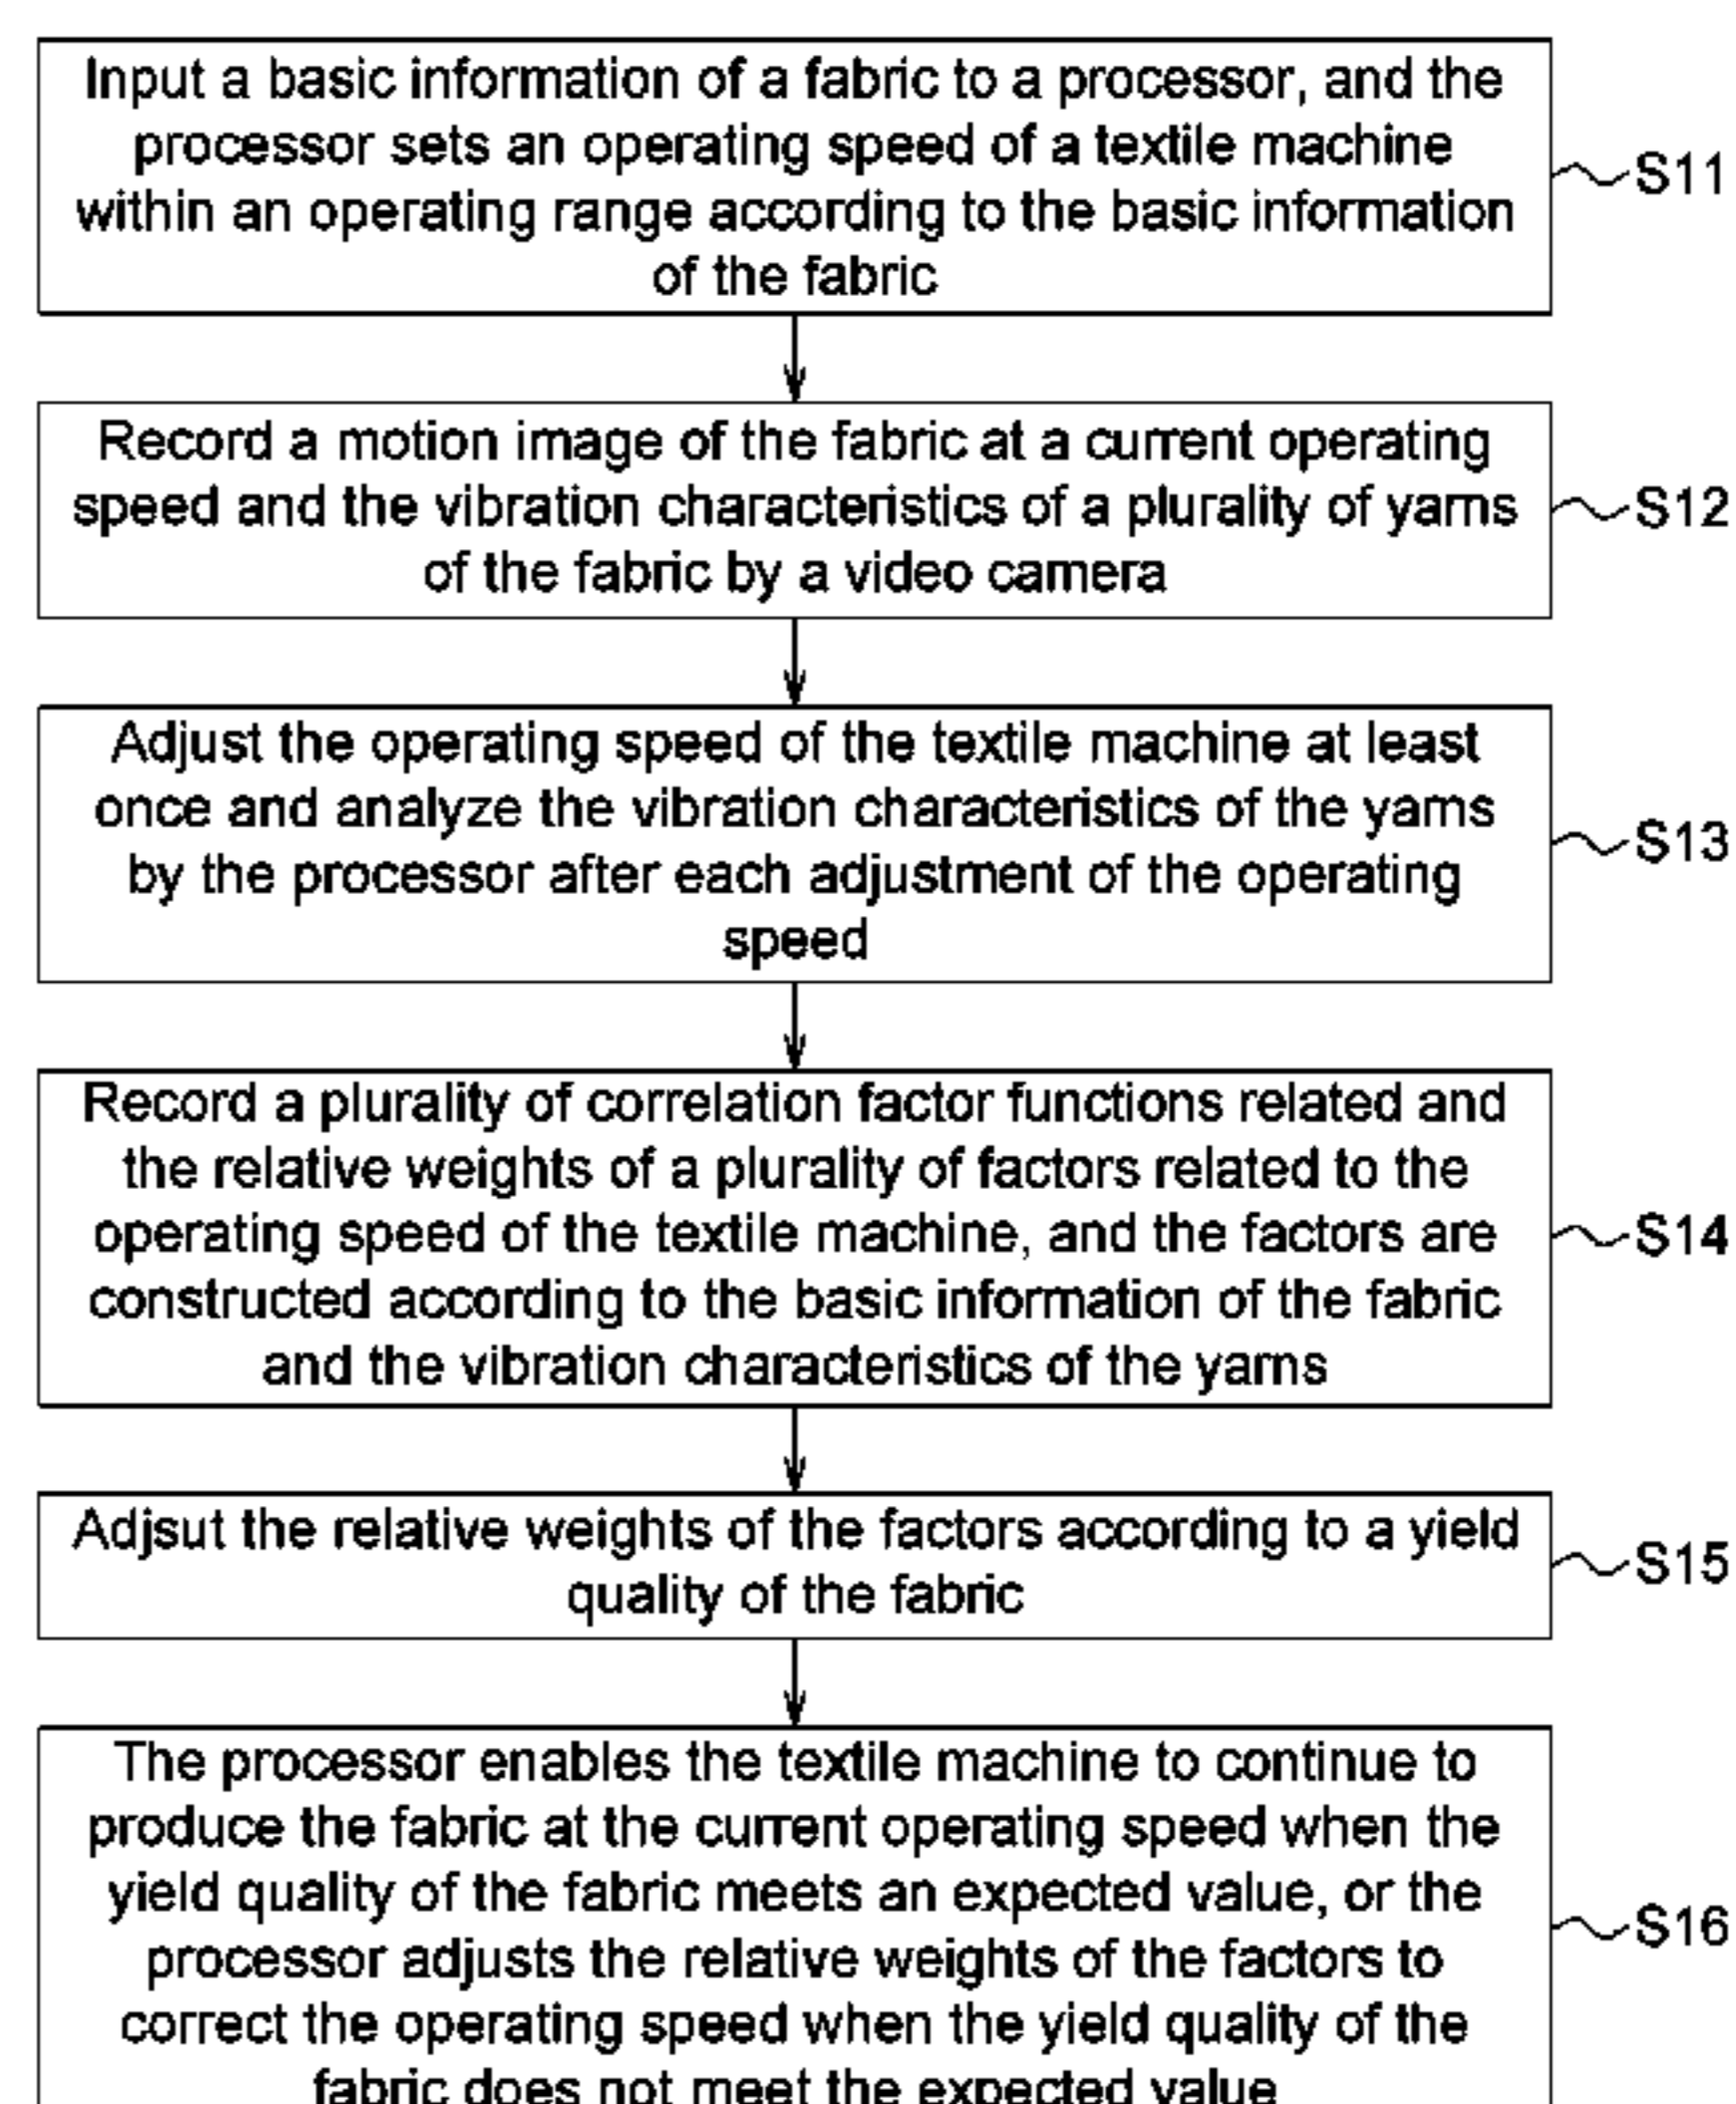 Input a basic information of a fabric to a processor, and the
processor sets an operating speed of a textile machine
within an operating range according to the basic information
of the fabric
S11
Record a motion image of the fabric at a current operating
speed and the vibration characteristics of a plurality of yarns
of the fabric by a video camera
S12
Adjust the operating speed of the textile machine at least
once and analyze the vibration characteristics of the yarns
by the processor after each adjustment of the operating
speed
S13
Record a plurality of correlation factor functions related and
the relative weights of a plurality of factors related to the
operating speed of the textile machine, and the factors are
constructed according to the basic information of the fabric
and the vibration characteristics of the yarns
S14
Adjsut the relative weights of the factors according to a yield
quality of the fabric
S15
The processor enables the textile machine to continue to
produce the fabric at the current operating speed when the
yield quality of the fabric meets an expected value, or the
processor adjusts the relative weights of the factors to
correct the operating speed when the yield quality of the
fabric does not meet the expected value
S16